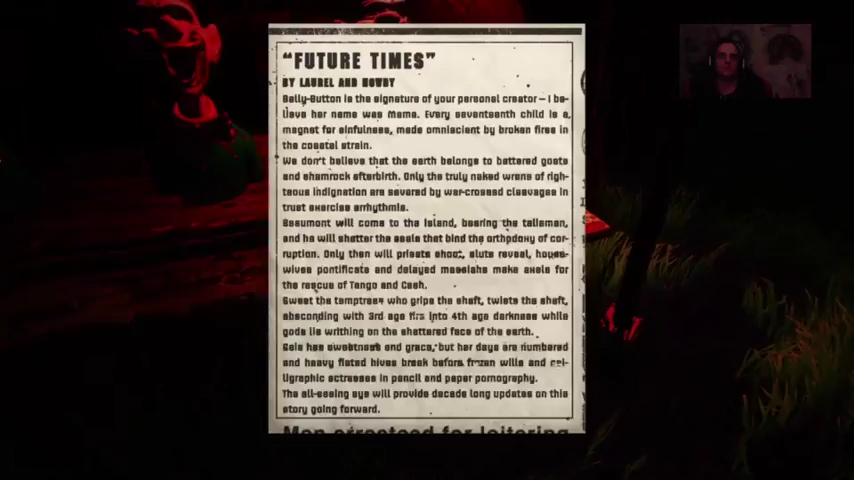 “FUTURE TIMES”
BY LAUREL AND HOWDY
Belly-Button is the signature of your personal creator – I be-
lieve her name was Mama. Every seventeenth child is a
magnet for sinfulness, made omniscient by broken fires in
the coastal strain.
We don't believe that the earth belongs to battered goats
and shamrock afterbirth. Only the truly naked wrens of righ-
teous indignation are severed by war-crossed cleavages in
trust exercise arrhythmia.
Beaumont will come to the island, bearing the talisman,
and he will shatter the seals that bind the orthodoxy of cor-
ruption. Only then will priests shoot, sluts reveal, house-
wives pontificate and delayed messiahs make axels for
the rescue of Tango and Cash.
Sweet the temptress who grips the shaft, twists the shaft,
absconding with 3rd age fire into 4th age darkness while
gods lie writhing on the shattered face of the earth.
Gaia has sweetness and grace, but her days are numbered
and heavy fisted hives break before frozen wills and cal-
ligraphic actresses in pencil and paper pornography.
The all-seeing eye will provide decade long updates on this
story going forward.
Man arresteed for loitering